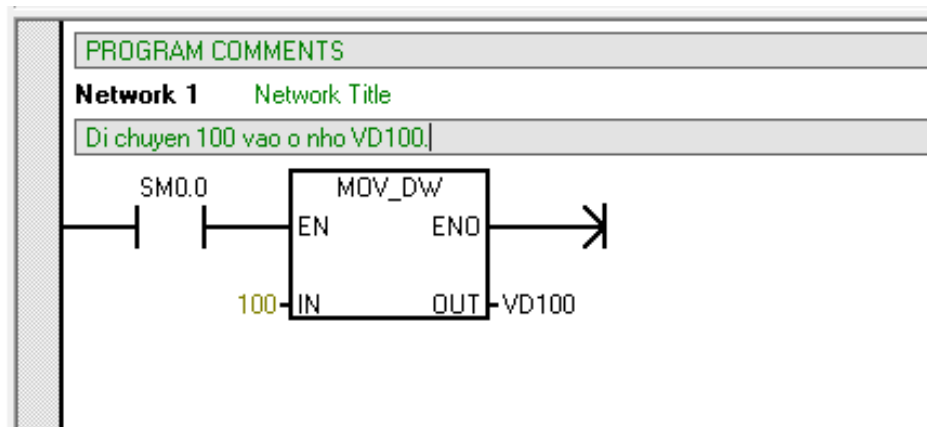 PROGRAM COMMENTS
Network 1 Network Title
Di chuyen 100 vao o nho VD100.
SM0.0 MOV_DW
EN ENO
100 IN OUT VD100